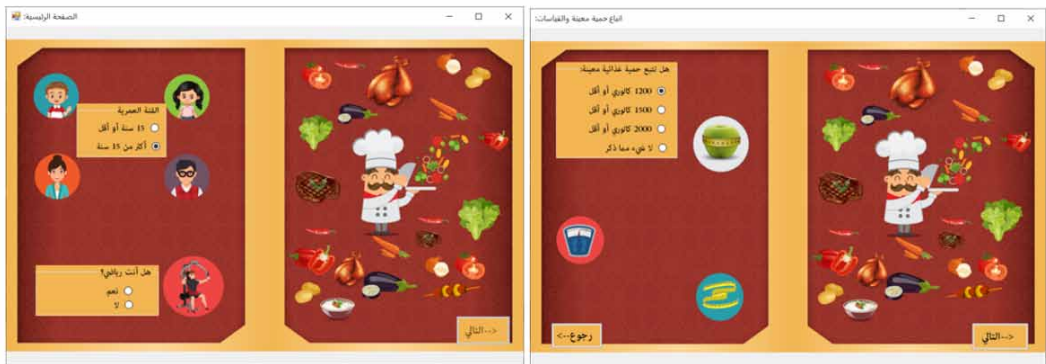 الصفحة الرئيسية:
الفئة العمرية
15 سنة أو أقل
أكثر من 15 سنة
هل أنت رياضي؟
نعم
لا
<--التالي
اتباع حمية معينة والقياسات:
هل تتبع حمية غذائية معينة:
1200 كالوري أو أقل
1500 كالوري أو أقل
2000 كالوري أو أقل
لا شيء مما ذكر
رجوع-->
<--التالي